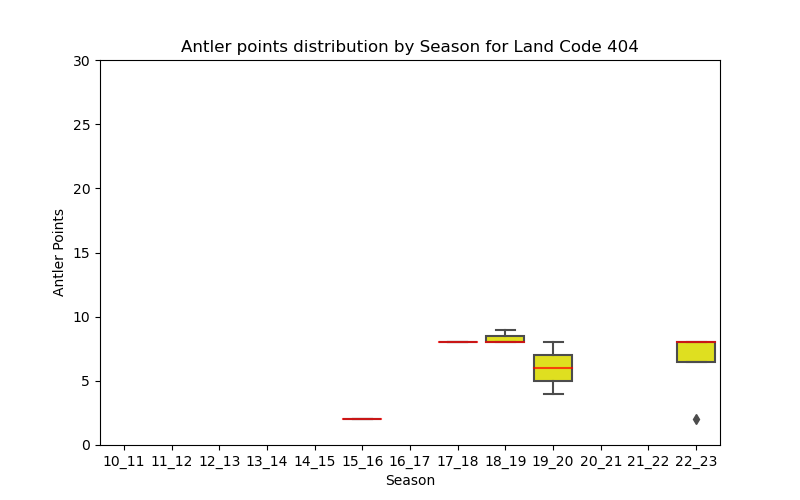 Antler points distribution by Season for Land Code 404
30
25
20
15
10
5
0
Antler Points
10_11 11_12 12_13 13_14 14_15 15_16 16_17 17_18 18_19 19_20 20_21 21_22 22_23
Season